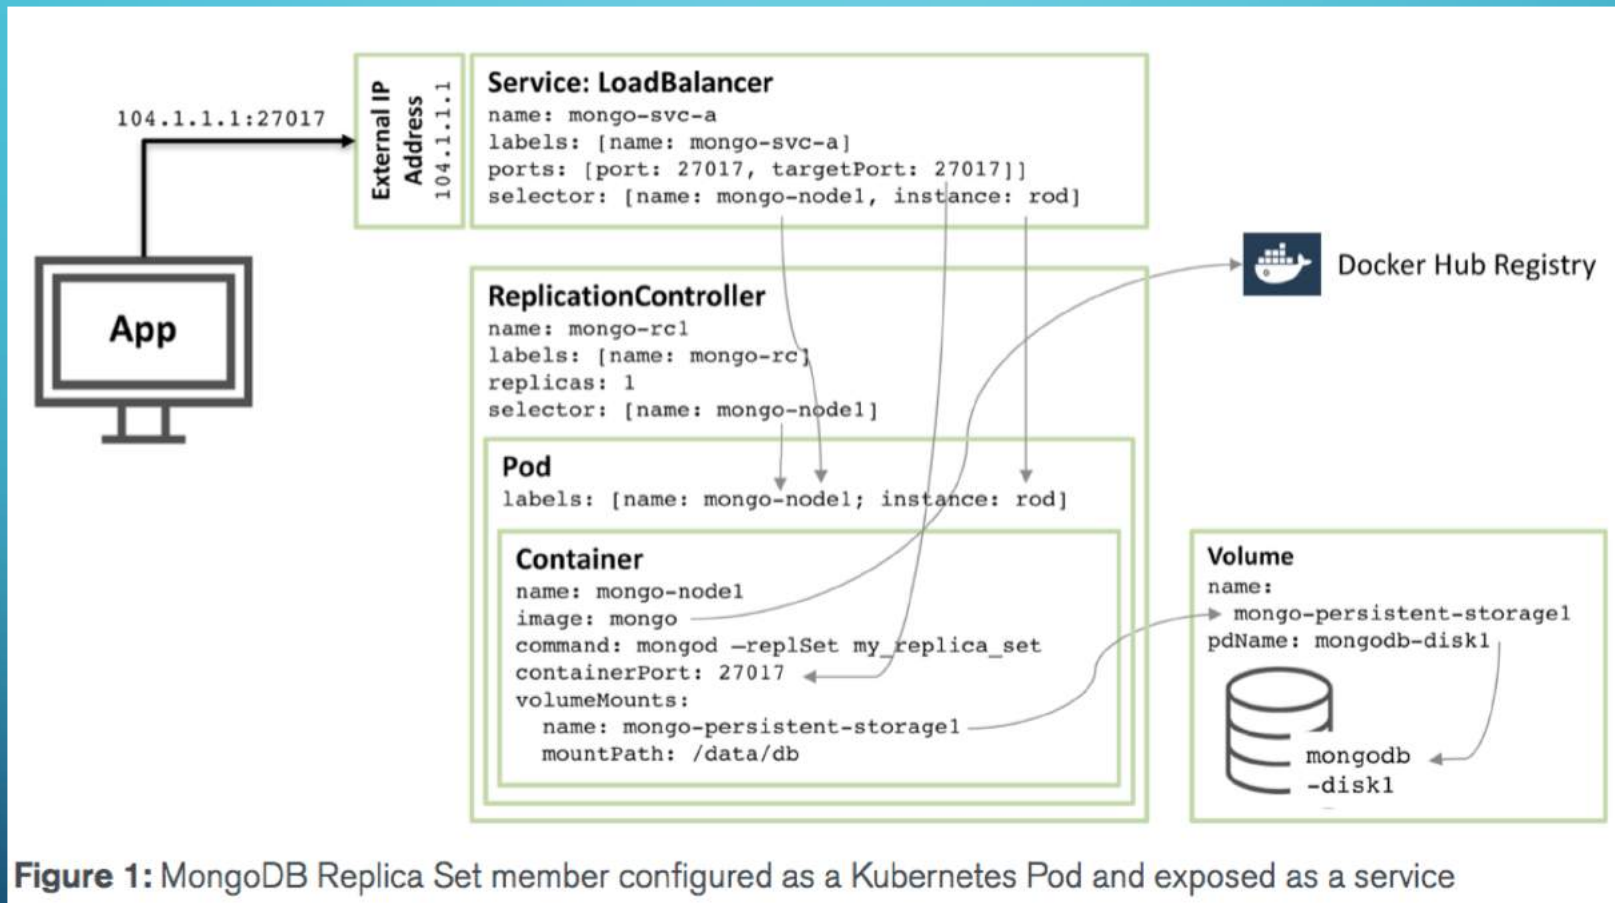 104.1.1.1:27017
External IP
Address
104.1.1.1
Service: LoadBalancer
name: mongo-svc-a
labels: [name: mongo-svc-a]
ports: [port: 27017, targetPort: 27017]]
selector: [name: mongo-node1, instance: rod]
App
Docker Hub Registry
ReplicationController
name: mongo-rc1
labels: [name: mongo-rc]
replicas: 1
selector: [name: mongo-node1]
Pod
labels: [name: mongo-node1; instance: rod]
Container
name: mongo-node1
image: mongo
command: mongod –replSet my_replica_set
containerPort: 27017
volumeMounts:
name: mongo-persistent-storage1
mountPath: /data/db
Volume
name:
mongo-persistent-storage1
pdName: mongodb-disk1
mongodb
-disk1
Figure 1: MongoDB Replica Set member configured as a Kubernetes Pod and exposed as a service